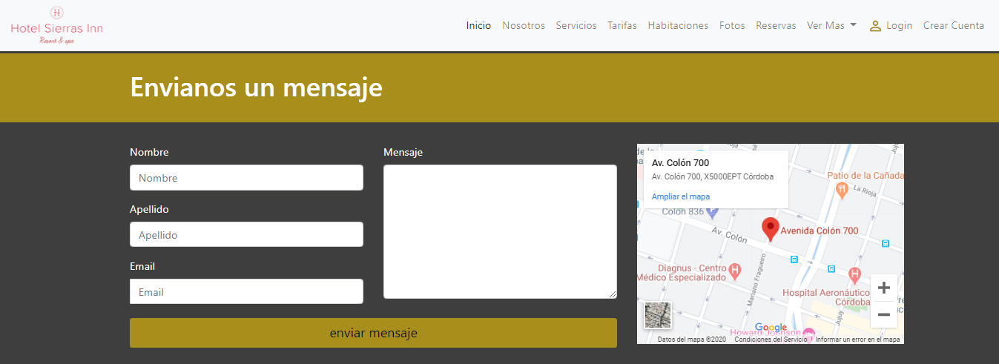 Hotel Sierras Inn
Resort & spa
Inicio Nosotros Servicios Tarifas Habitaciones Fotos Reservas Ver Mas Login Crear Cuenta
Envianos un mensaje
Nombre
Nombre
Apellido
Apellido
Email
Email
Mensaje
enviar mensaje
Av. Colón 700
Av. Colón 700, X5000EPT Córdoba
Ampliar el mapa
Patio de la Cañada
La Rioja
Jujuy
Colon 836
Av. Colón
Avenida Colón 700
Mariano Fragueiro
Diagnus - Centro
Médico Especializado
Hospital Aeronáutico
Córdoba
Jujuy
Howard Johnson
Google
Datos del mapa ©2020 Condiciones del Servicio Informar un error en el mapa